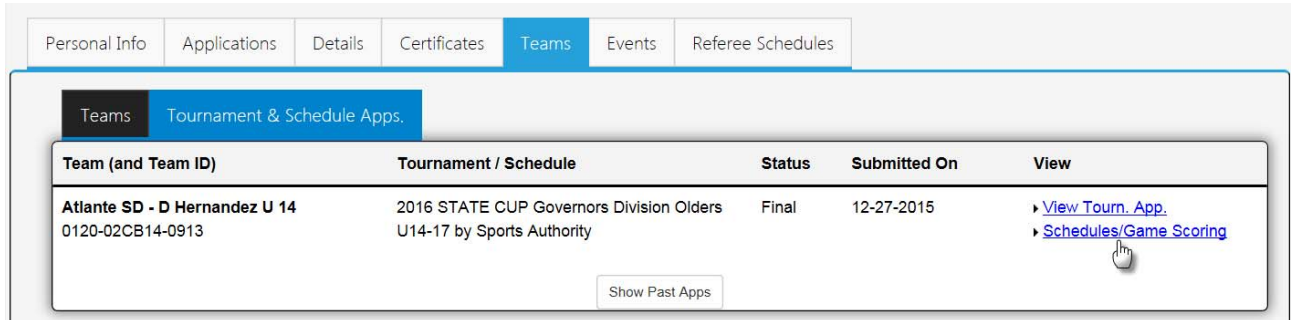 Personal Info Applications Details Certificates Teams Events Referee Schedules
Teams Tournament & Schedule Apps.
Team (and Team ID) Tournament / Schedule Status Submitted On View
Atlante SD - D Hernandez U 14 2016 STATE CUP Governors Division Olders Final 12-27-2015 View Tourn. App.
0120-02CB14-0913 U14-17 by Sports Authority Schedules/Game Scoring
Show Past Apps